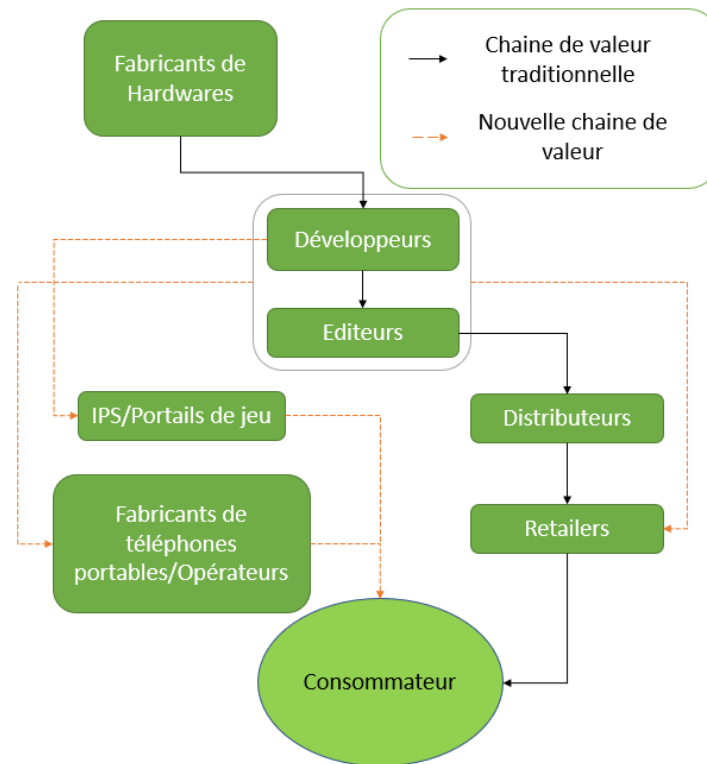 Fabricants de
Hardwares
Chaine de valeur
traditionnelle
Nouvelle chaine de
valeur
Développeurs
Editeurs
IPS/Portails de jeu
Distributeurs
Fabricants de
téléphones
portables/Opérateurs
Retailers
Consommateur